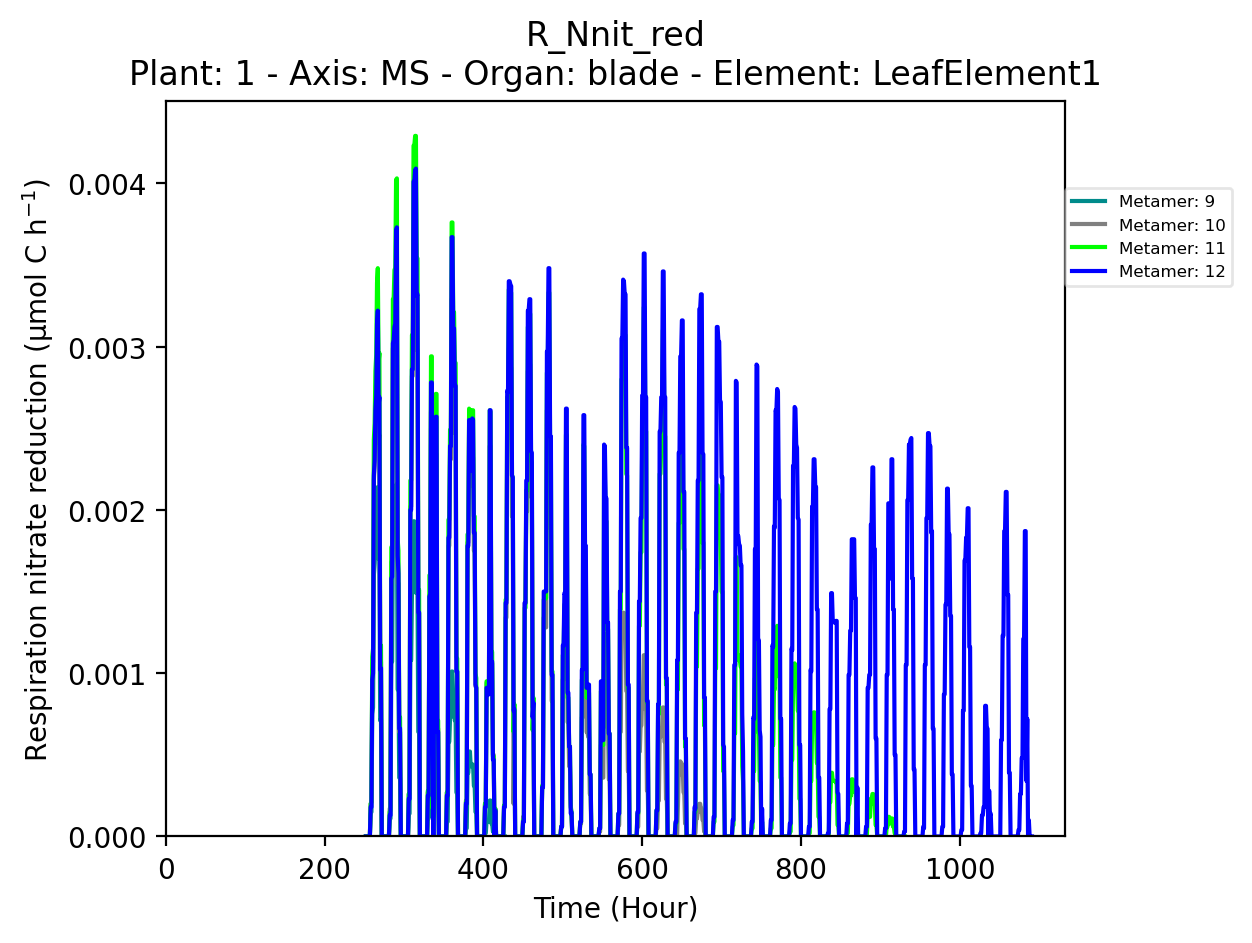 R_Nnit_red
Plant: 1 - Axis: MS - Organ: blade - Element: LeafElement1
Respiration nitrate reduction (µmol C h⁻¹)
0.004
0.003
0.002
0.001
0.000
0
200
400
600
800
1000
Time (Hour)
Metamer: 9
Metamer: 10
Metamer: 11
Metamer: 12